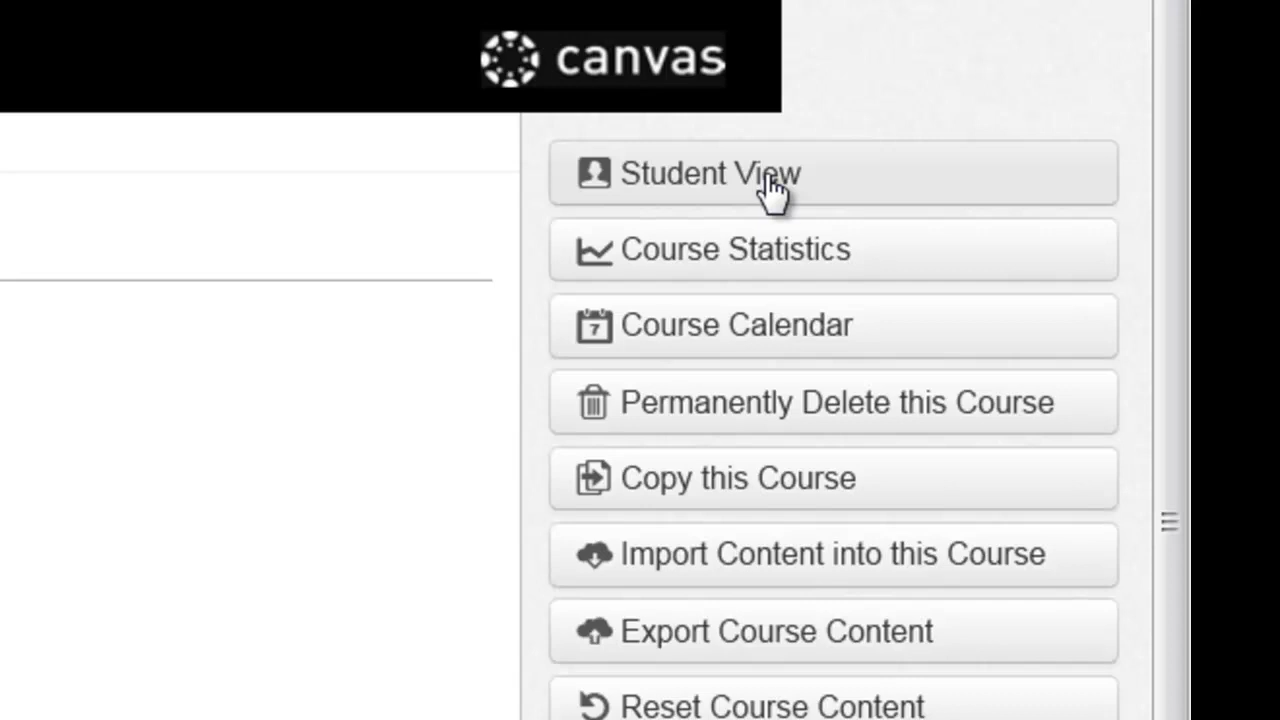 canvas
Student View
Course Statistics
7 Course Calendar
Permanently Delete this Course
Copy this Course
Import Content into this Course
Export Course Content
Reset Course Content